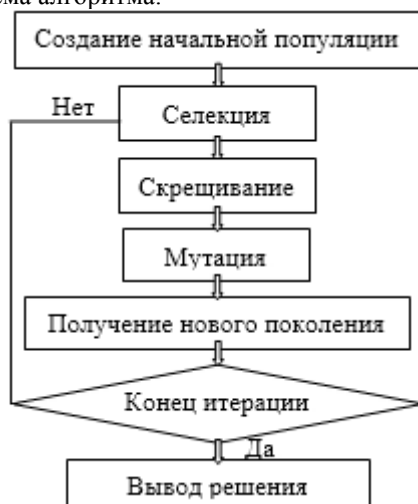 Создание начальной популяции
Нет
Селекция
Скрещивание
Мутация
Получение нового поколения
Конец итерации
Да
Вывод решения